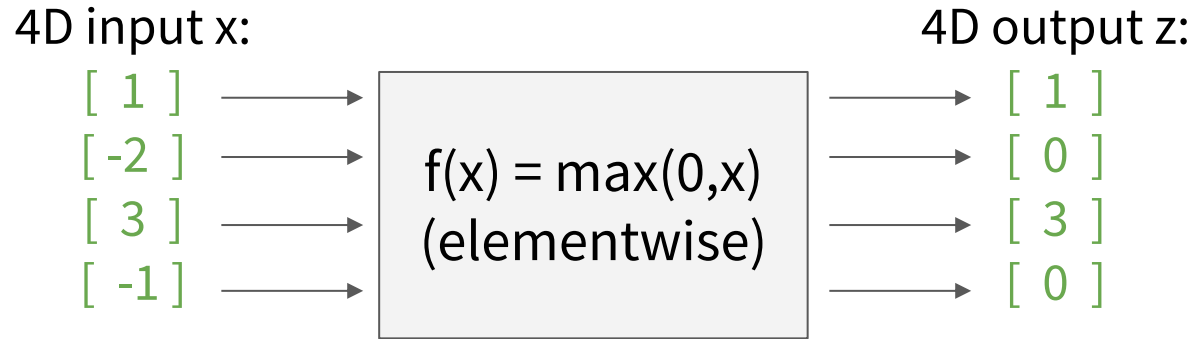 4D input x:
4D output z:
[ 1 ]
[ 1 ]
[ -2 ]
[ 0 ]
f(x) = max(0,x)
(elementwise)
[ 3 ]
[ 3 ]
[ -1 ]
[ 0 ]